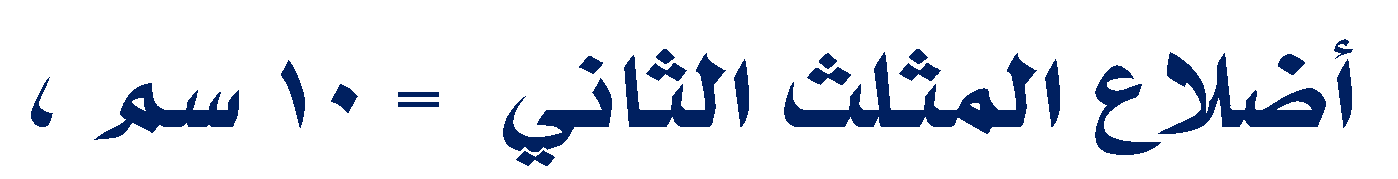 أضلاع المثلث الثاني = ١٠ سم ،